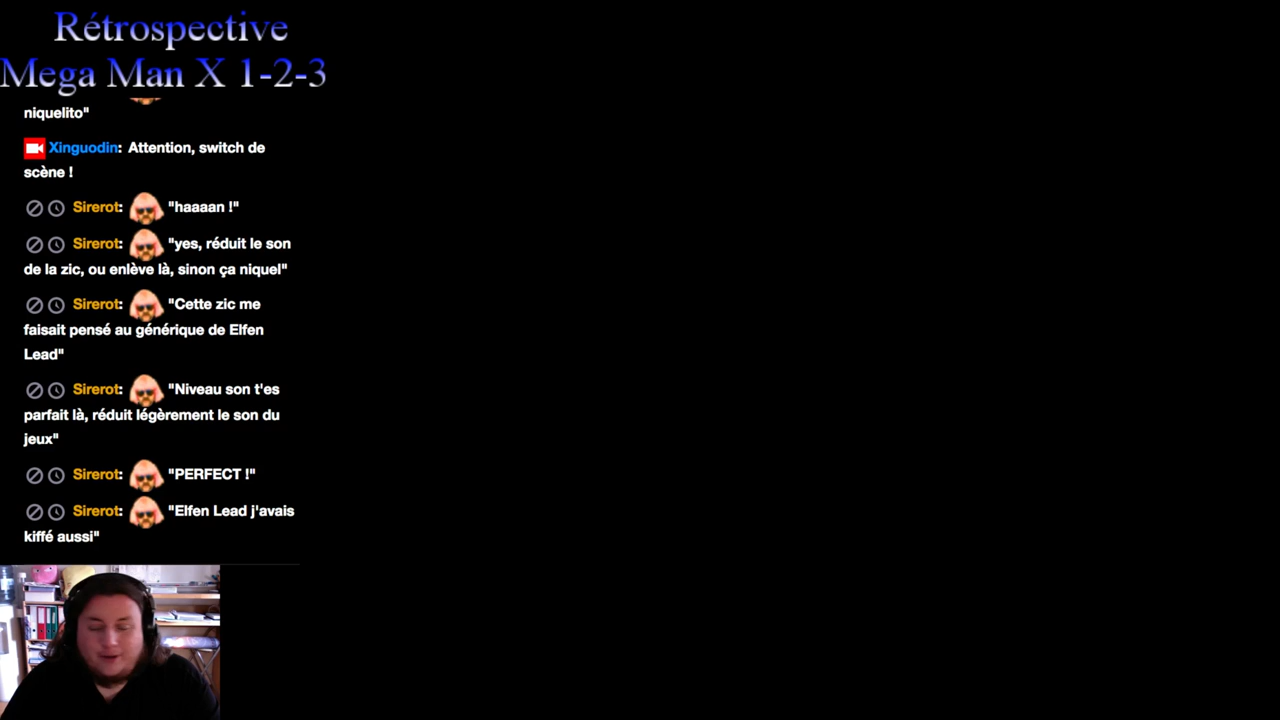 Rétrospective
Mega Man X 1-2-3
niquelito"
Xinguodin: Attention, switch de
scène !
Sirerot: "haaaan !"
Sirerot: "yes, réduit le son
de la zic, ou enlève là, sinon ça niquel"
Sirerot: "Cette zic me
faisait pensé au générique de Elfen
Lead"
Sirerot: "Niveau son t'es
parfait là, réduit légèrement le son du
jeux"
Sirerot: "PERFECT !"
Sirerot: "Elfen Lead j'avais
kiffé aussi"